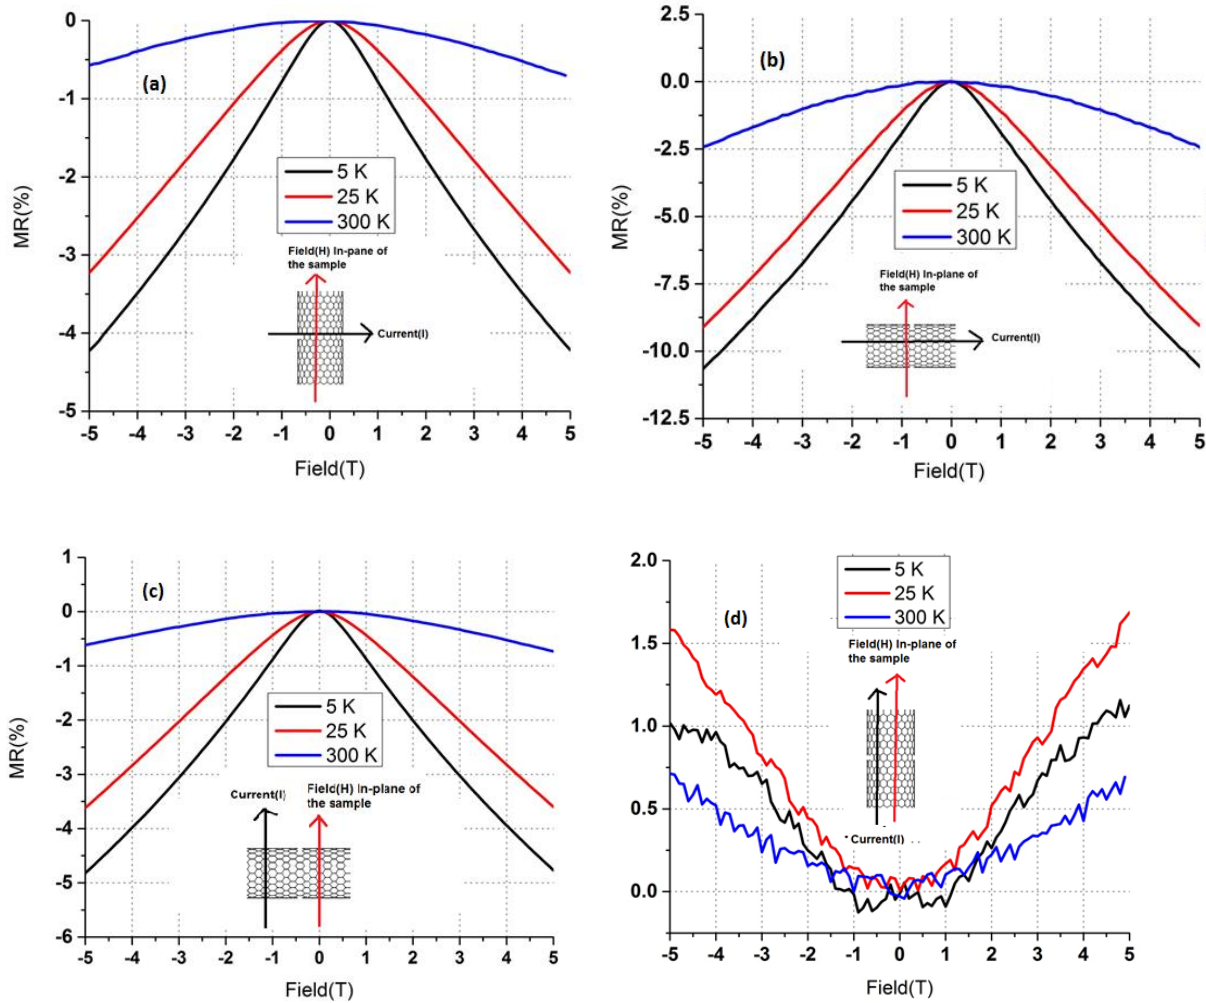 (a)
MR(%)
0
-1
-2
-3
-4
-5
5 K
25 K
300 K
Field(H) In-pane of
the sample
Current(I)
-5 -4 -3 -2 -1 0 1 2 3 4 5
Field(T)
(b)
MR(%)
2.5
0.0
-2.5
-5.0
-7.5
-10.0
-12.5
5 K
25 K
300 K
Field(H) In-plane of
the sample
Current(I)
-5 -4 -3 -2 -1 0 1 2 3 4 5
Field(T)
(c)
MR(%)
1
0
-1
-2
-3
-4
-5
-6
5 K
25 K
300 K
Current(I)
Field(H) In-plane of
the sample
-5 -4 -3 -2 -1 0 1 2 3 4 5
Field(T)
2.0
1.5
1.0
0.5
0.0
5 K
25 K
300 K
(d)
Field(H) In-plane of
the sample
Current(I)
-5 -4 -3 -2 -1 0 1 2 3 4 5
Field(T)